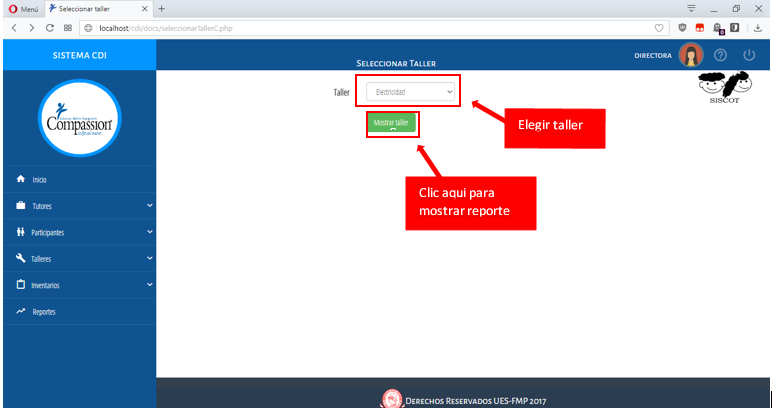 Menú
Seleccionar taller
localhost/cdi/docs/seleccionarTallerC.php
SISTEMA CDI
SELECCIONAR TALLER
DIRECTORA
Compassion
SISCOT
Taller
Electricidad
Mostrar taller
Elegir taller
Clic aqui para
mostrar reporte
Inicio
Tutores
Participantes
Talleres
Inventarios
Reportes
DERECHOS RESERVADOS UES-FMP 2017